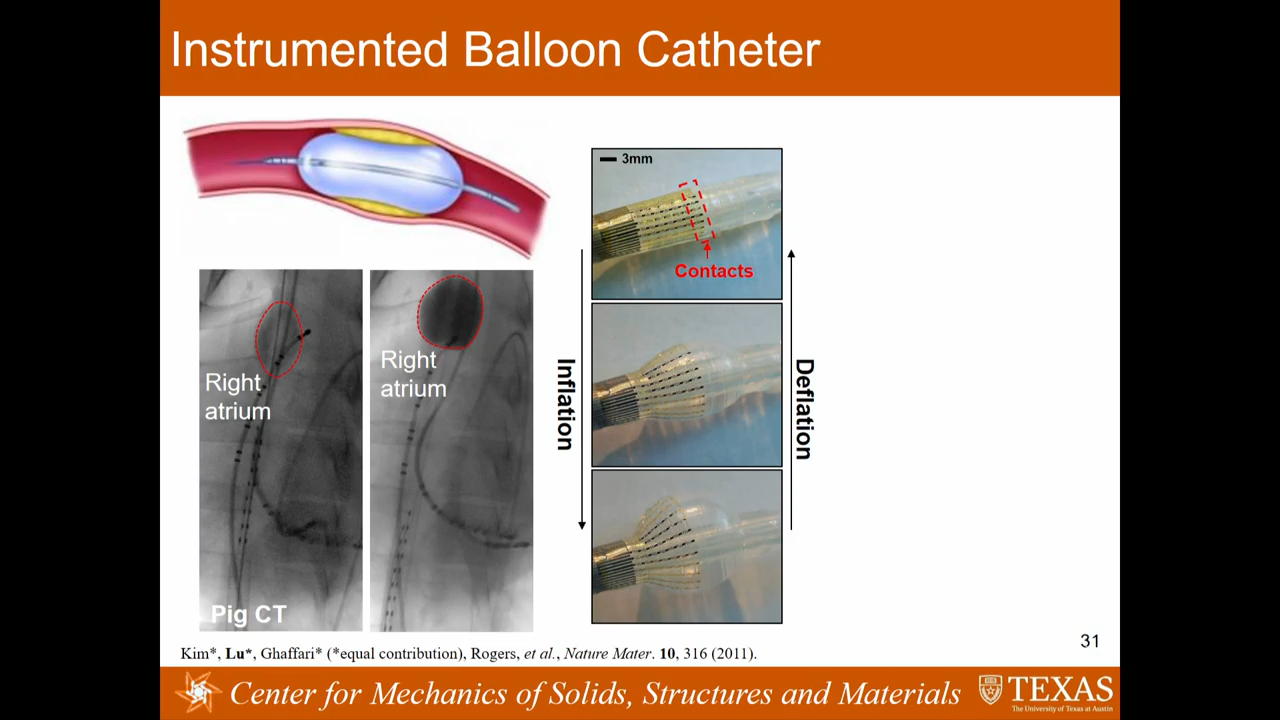 Instrumented Balloon Catheter
3mm
Contacts
Inflation
Deflation
Right
atrium
Right
atrium
Pig CT
Kim*, Lu*, Ghaffari* (*equal contribution), Rogers, et al., Nature Mater. 10, 316 (2011).
31
Center for Mechanics of Solids, Structures and Materials
TEXAS
The University of Texas at Austin